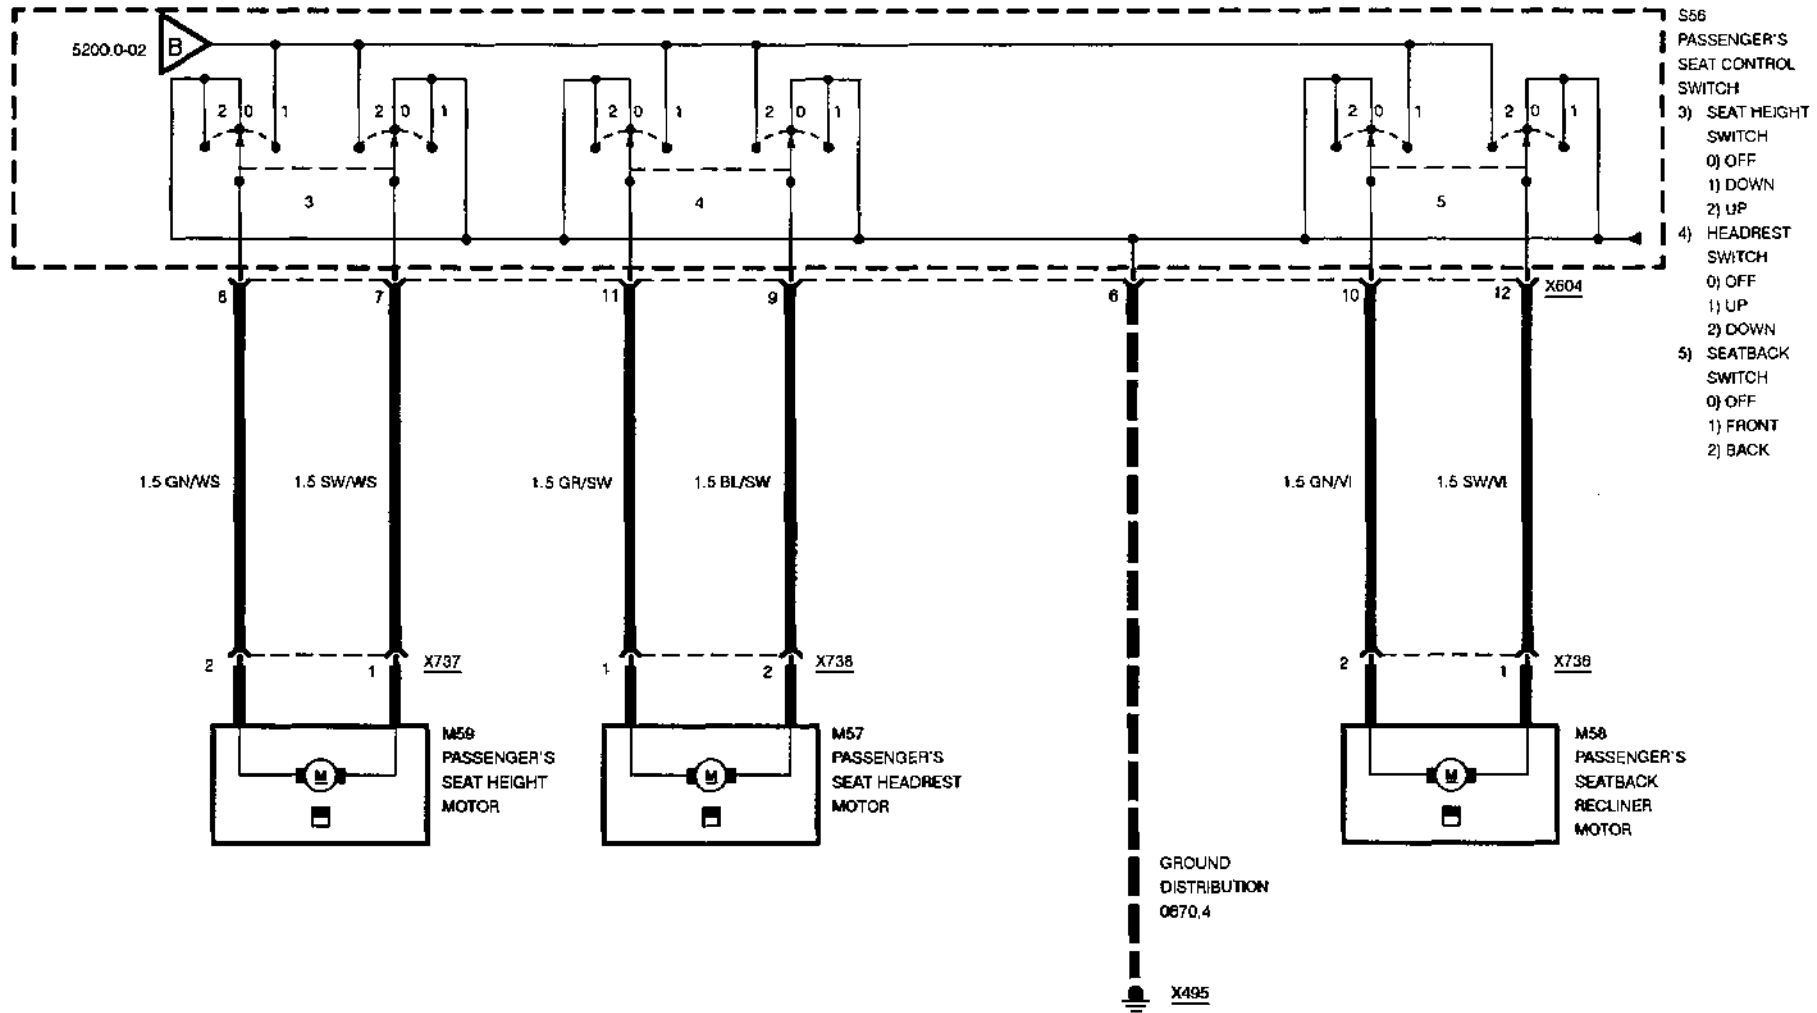 S56
PASSENGER'S
SEAT CONTROL
SWITCH
3) SEAT HEIGHT
SWITCH
0) OFF
1) DOWN
2) UP
4) HEADREST
SWITCH
0) OFF
1) UP
2) DOWN
5) SEATBACK
SWITCH
0) OFF
1) FRONT
2) BACK
5200.0-02 B
2 0 1 2 0 1 2 0 1 2 0 1 2 0 1 2 0 1
3 4 5
7 11 9 6 10 12 X604
1.5 GN/WS 1.5 SW/WS 1.5 GR/SW 1.5 BL/SW 1.5 GN/VI 1.5 SW/VI
2 1 X737 1 2 X738 2 1 X736
M59
PASSENGER'S
SEAT HEIGHT
MOTOR
M
M57
PASSENGER'S
SEAT HEADREST
MOTOR
M
M58
PASSENGER'S
SEATBACK
RECLINER
MOTOR
M
GROUND
DISTRIBUTION
0670,4
X495